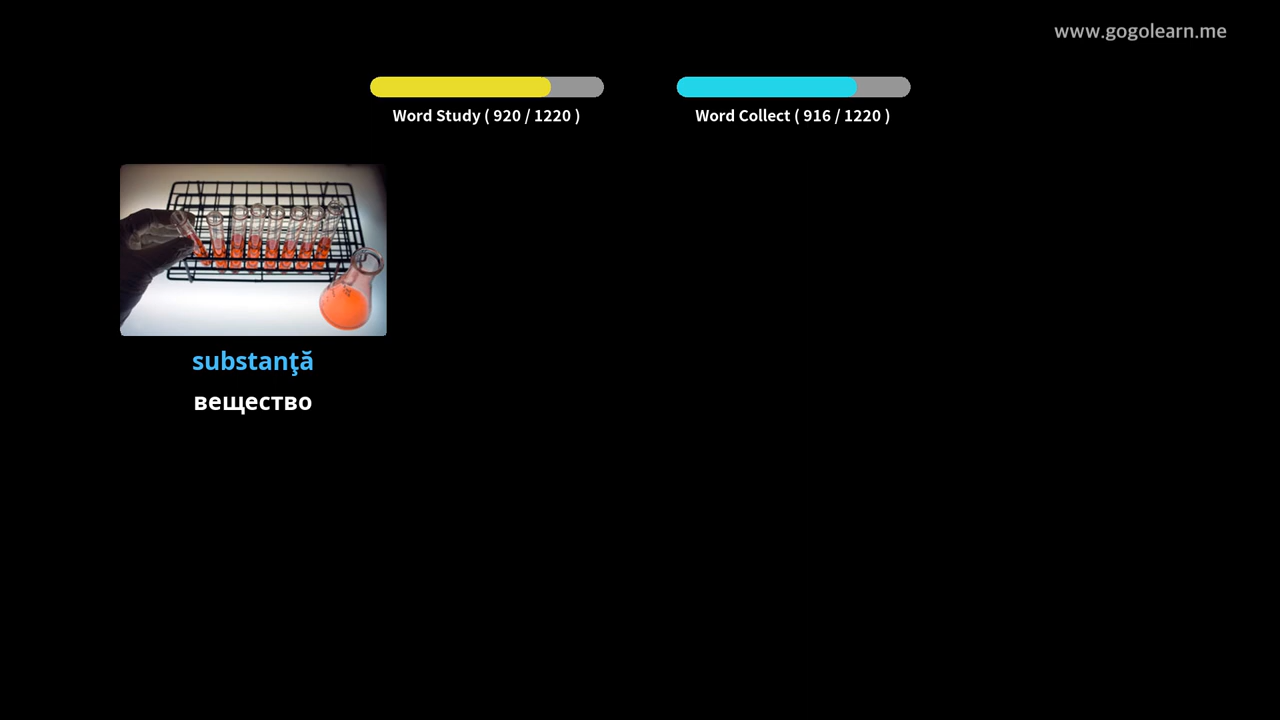 www.gogolearn.me
Word Study ( 920 / 1220 )
Word Collect ( 916 / 1220 )
substanţă
вещество